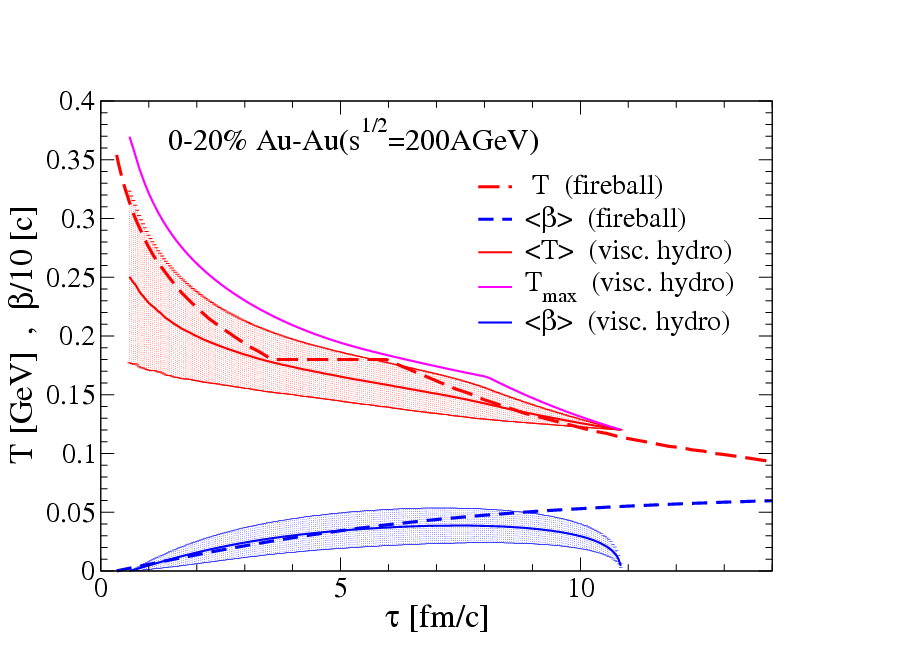 0.4
0.35
0.3
0.25
0.2
0.15
0.1
0.05
0
T [GeV] , β/10 [c]
0-20% Au-Au(s^1/2=200AGeV)
T (fireball)
<β> (fireball)
<T> (visc. hydro)
T_max (visc. hydro)
<β> (visc. hydro)
0 5 10
τ [fm/c]